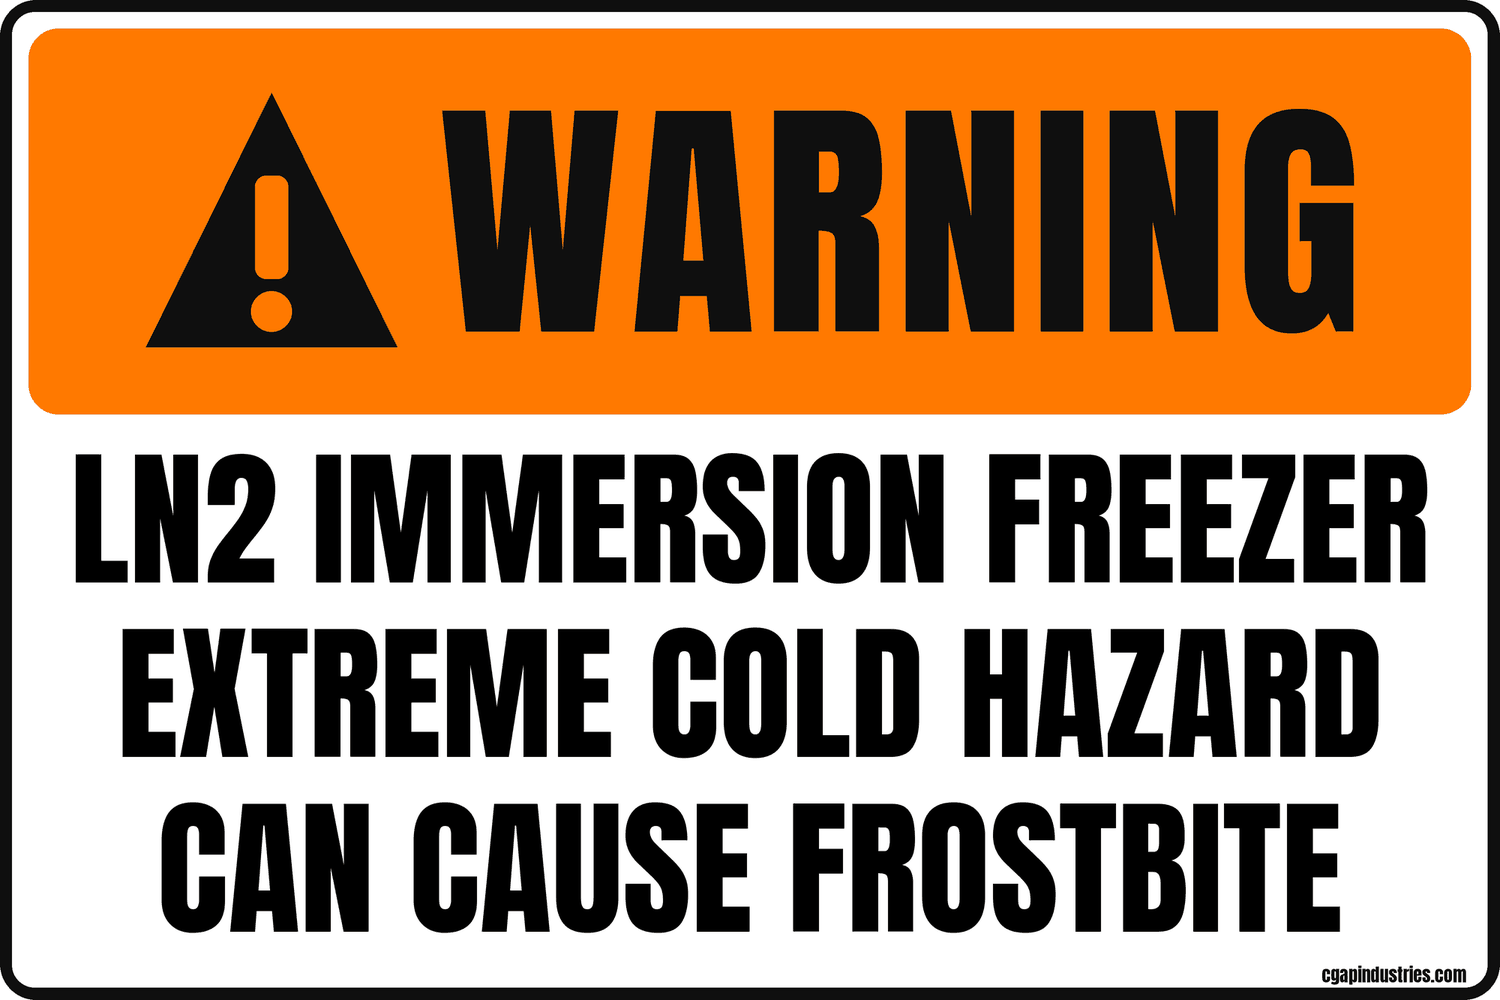 WARNING
LN2 IMMERSION FREEZER
EXTREME COLD HAZARD
CAN CAUSE FROSTBITE
cgapindustries.com